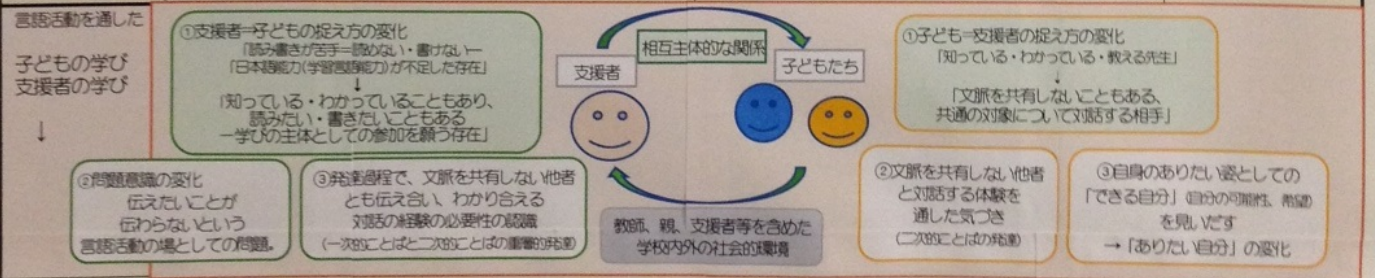 言語活動を通した
子どもの学び
支援者の学び
↓
①支援者⇒子どもの捉え方の変化
「読み書きが苦手=読めない・書けない―
「日本語能力(学習言語能力)が不足した存在」
↓
「知っている・わかっていることもあり、
読みたい・書きたいこともある
―学びの主体としての参加を願う存在」
②問題意識の変化
伝えたいことが
伝わらないという
言語活動の場としての問題。
③発達過程で、文脈を共有しない他者
とも伝え合い、わかり合える
対話の経験の必要性の認識
(一次的ことばと二次的ことばの重層的発達)
相互主体的な関係
支援者
子どもたち
教師、親、支援者等を含めた
学校内外の社会的環境
①子ども⇒支援者の捉え方の変化
「知っている・わかっている・教える先生」
↓
「文脈を共有しないこともある、
共通の対象について対話する相手」
②文脈を共有しない他者
と対話する体験を
通した気づき
(二次的ことばの発達)
③自身のありたい姿としての
「できる自分」(自分の可能性、希望)
を見いだす
→「ありたい自分」の変化